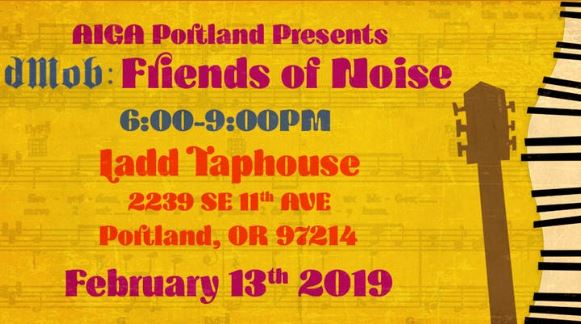 AIGA Portland Presents
dMob: Friends of Noise
6:00-9:00PM
Ladd Taphouse
2239 SE 11th AVE
Portland, OR 97214
February 13th 2019